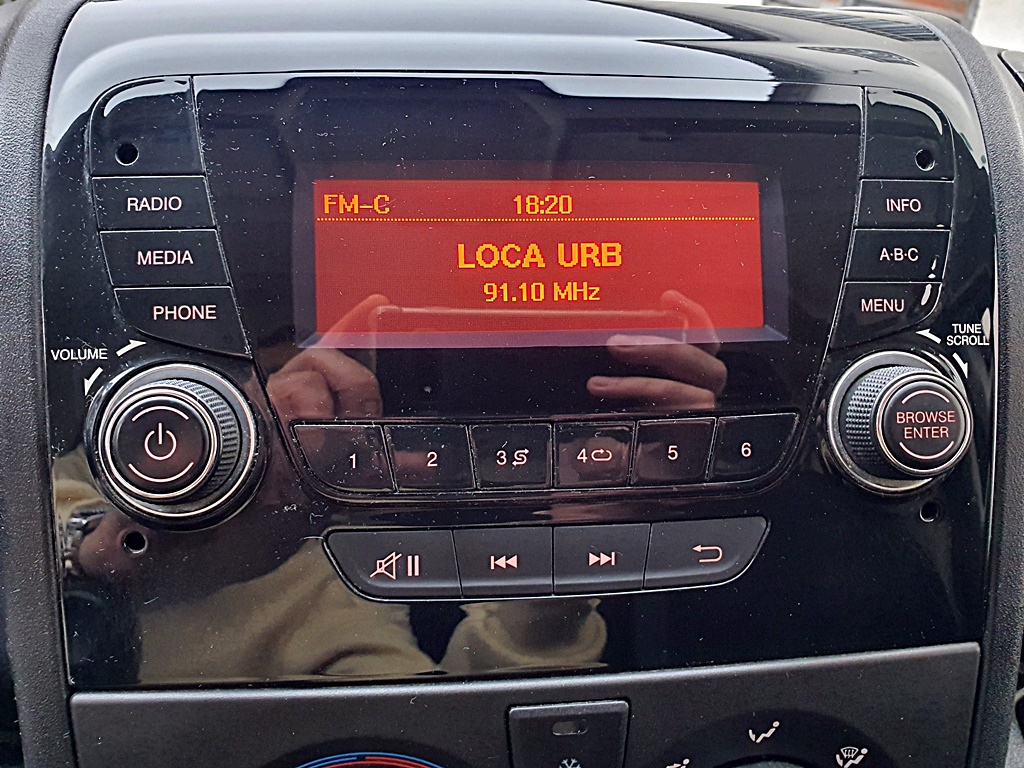 FM-C 18:20
LOCA URB
91.10 MHz
RADIO
MEDIA
PHONE
VOLUME
INFO
A·B·C
MENU
TUNE
SCROLL
BROWSE
ENTER
1 2 3 4 5 6